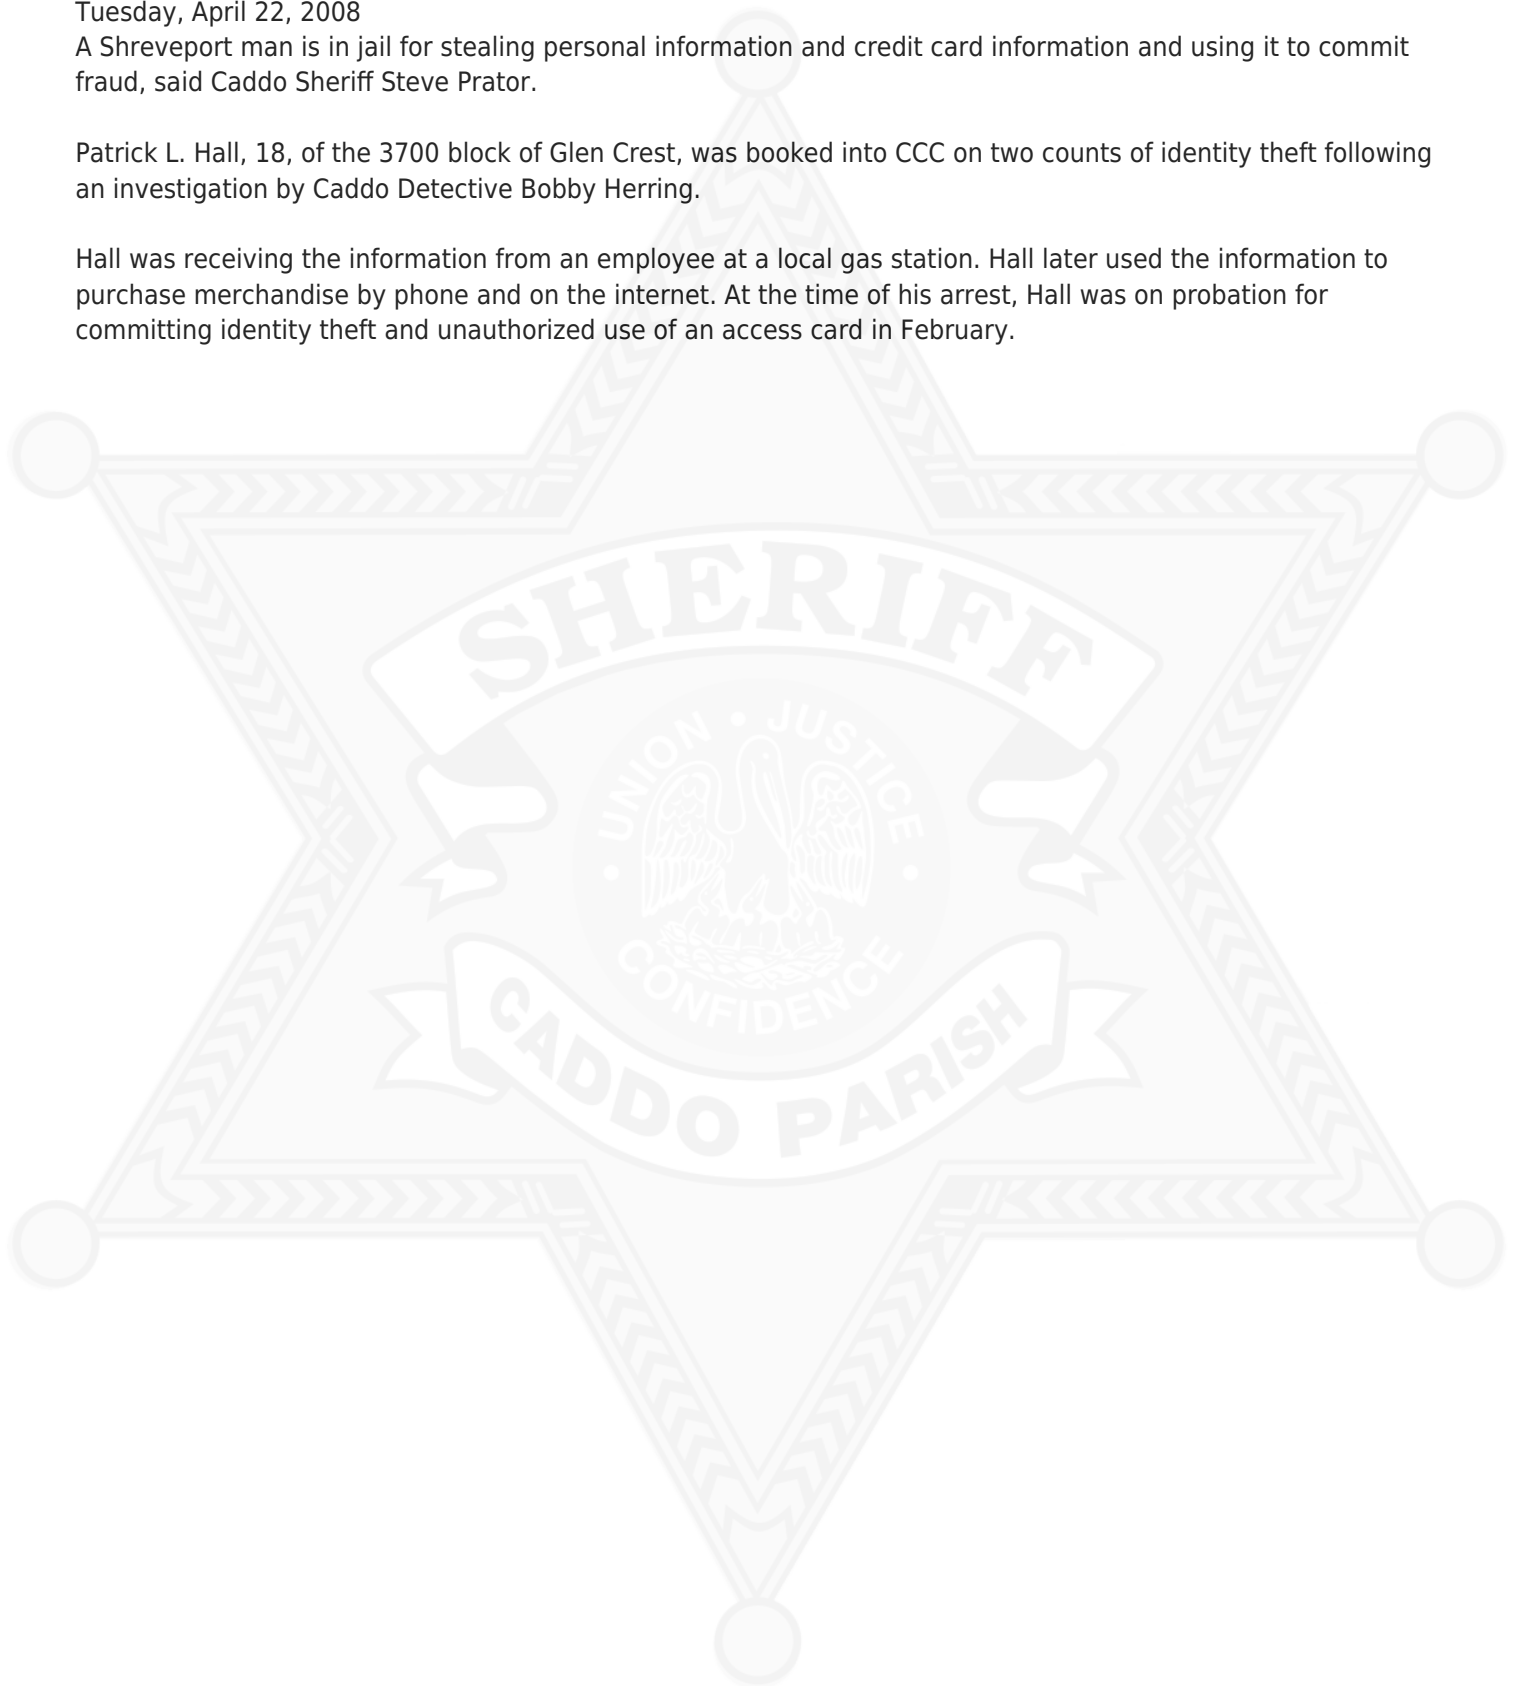 Tuesday, April 22, 2008
A Shreveport man is in jail for stealing personal information and credit card information and using it to commit
fraud, said Caddo Sheriff Steve Prator.
Patrick L. Hall, 18, of the 3700 block of Glen Crest, was booked into CCC on two counts of identity theft following
an investigation by Caddo Detective Bobby Herring.
Hall was receiving the information from an employee at a local gas station. Hall later used the information to
purchase merchandise by phone and on the internet. At the time of his arrest, Hall was on probation for
committing identity theft and unauthorized use of an access card in February.
SHERIFF
UNION • JUSTICE
• CONFIDENCE •
CADDO PARISH